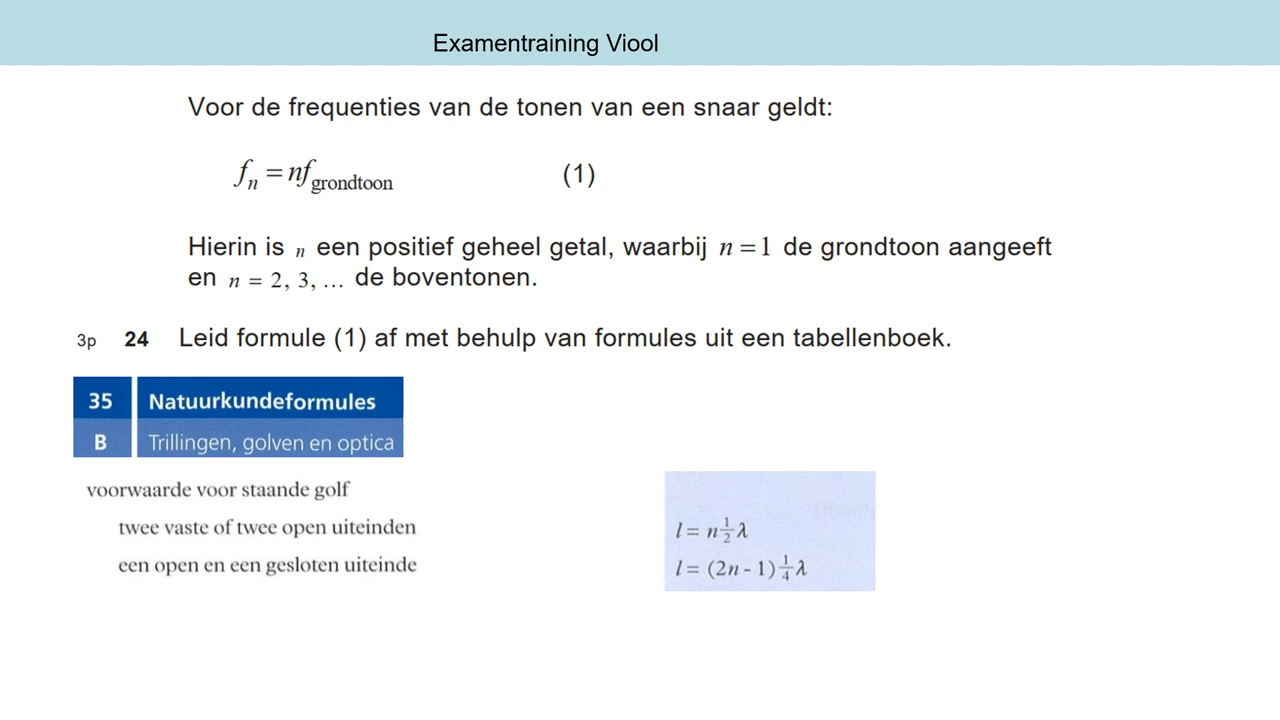 Examentraining Viool
Voor de frequenties van de tonen van een snaar geldt:
fₙ = nf_grondtoon (1)
Hierin is n een positief geheel getal, waarbij n = 1 de grondtoon aangeeft
en n = 2, 3, … de boventonen.
3p 24 Leid formule (1) af met behulp van formules uit een tabellenboek.
35 Natuurkundeformules
B Trillingen, golven en optica
voorwaarde voor staande golf
twee vaste of twee open uiteinden l = n½λ
een open en een gesloten uiteinde l = (2n - 1)¼λ